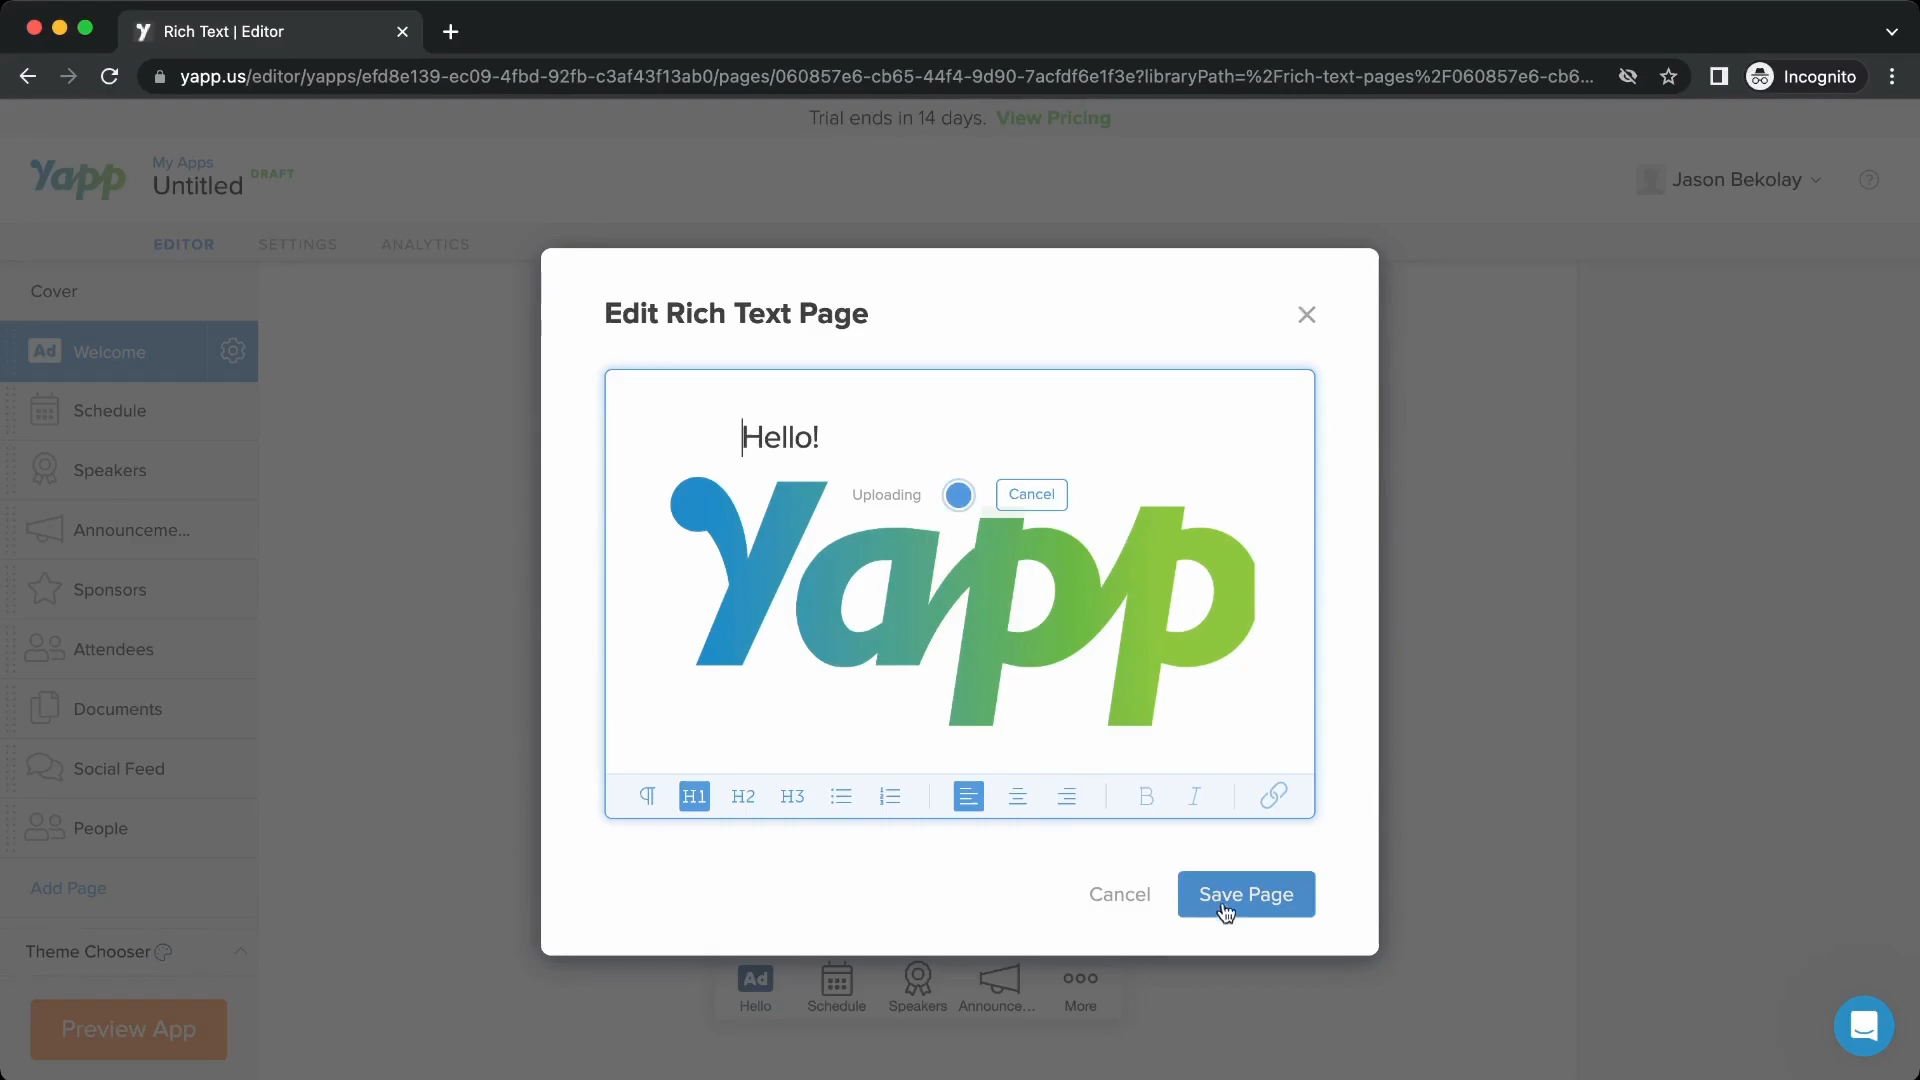 Rich Text | Editor
yapp.us/editor/yapps/efd8e139-ec09-4fbd-92fb-c3af43f13ab0/pages/060857e6-cb65-44f4-9d90-7acfdf6e1f3e?libraryPath=%2Frich-text-pages%2F060857e6-cb6...
Incognito
Trial ends in 14 days. View Pricing
Yapp
My Apps
Untitled DRAFT
Jason Bekolay
EDITOR SETTINGS ANALYTICS
Cover
Ad Welcome
Schedule
Speakers
Announceme...
Sponsors
Attendees
Documents
Social Feed
People
Add Page
Theme Chooser
Preview App
Edit Rich Text Page
Hello!
Uploading Cancel
Yapp
H1 H2 H3 B I
Cancel Save Page
Ad
Hello Schedule Speakers Announce... More